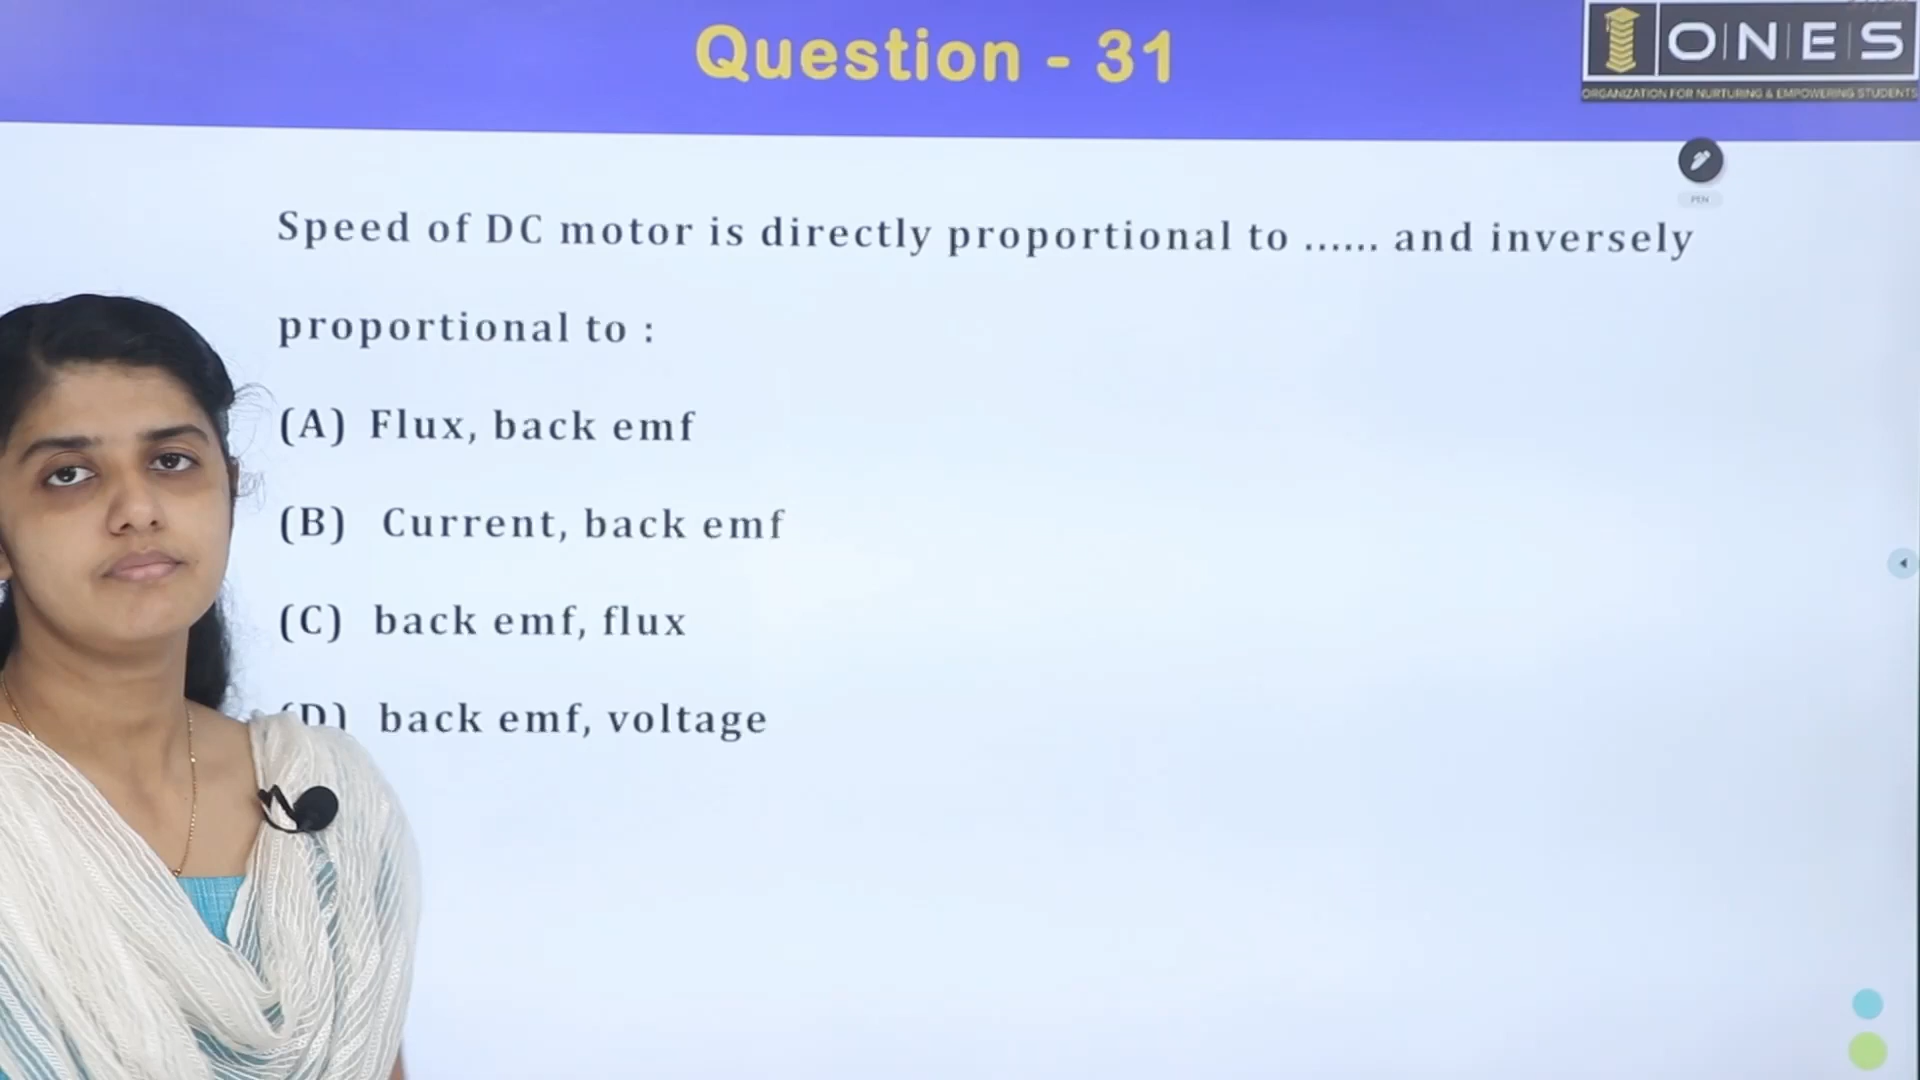 Question - 31
ONES
ORGANIZATION FOR NURTURING & EMPOWERING STUDENTS
PEN
Speed of DC motor is directly proportional to ...... and inversely
proportional to :
(A) Flux, back emf
(B) Current, back emf
(C) back emf, flux
(D) back emf, voltage